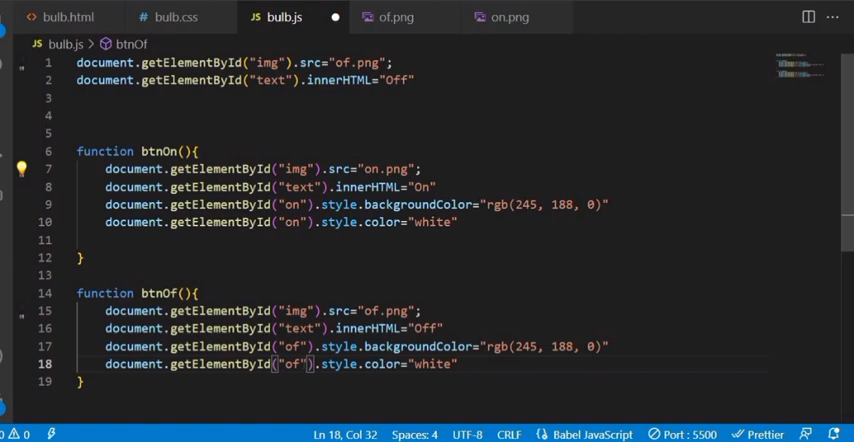 bulb.html bulb.css bulb.js of.png on.png
bulb.js > btnOf
1 document.getElementById("img").src="of.png";
2 document.getElementById("text").innerHTML="Off"
3
4
5
6 function btnOn(){
7 document.getElementById("img").src="on.png";
8 document.getElementById("text").innerHTML="On"
9 document.getElementById("on").style.backgroundColor="rgb(245, 188, 0)"
10 document.getElementById("on").style.color="white"
11
12 }
13
14 function btnOf(){
15 document.getElementById("img").src="of.png";
16 document.getElementById("text").innerHTML="Off"
17 document.getElementById("of").style.backgroundColor="rgb(245, 188, 0)"
18 document.getElementById("of").style.color="white"
19 }
0 0 Ln 18, Col 32 Spaces: 4 UTF-8 CRLF Babel JavaScript Port : 5500 Prettier